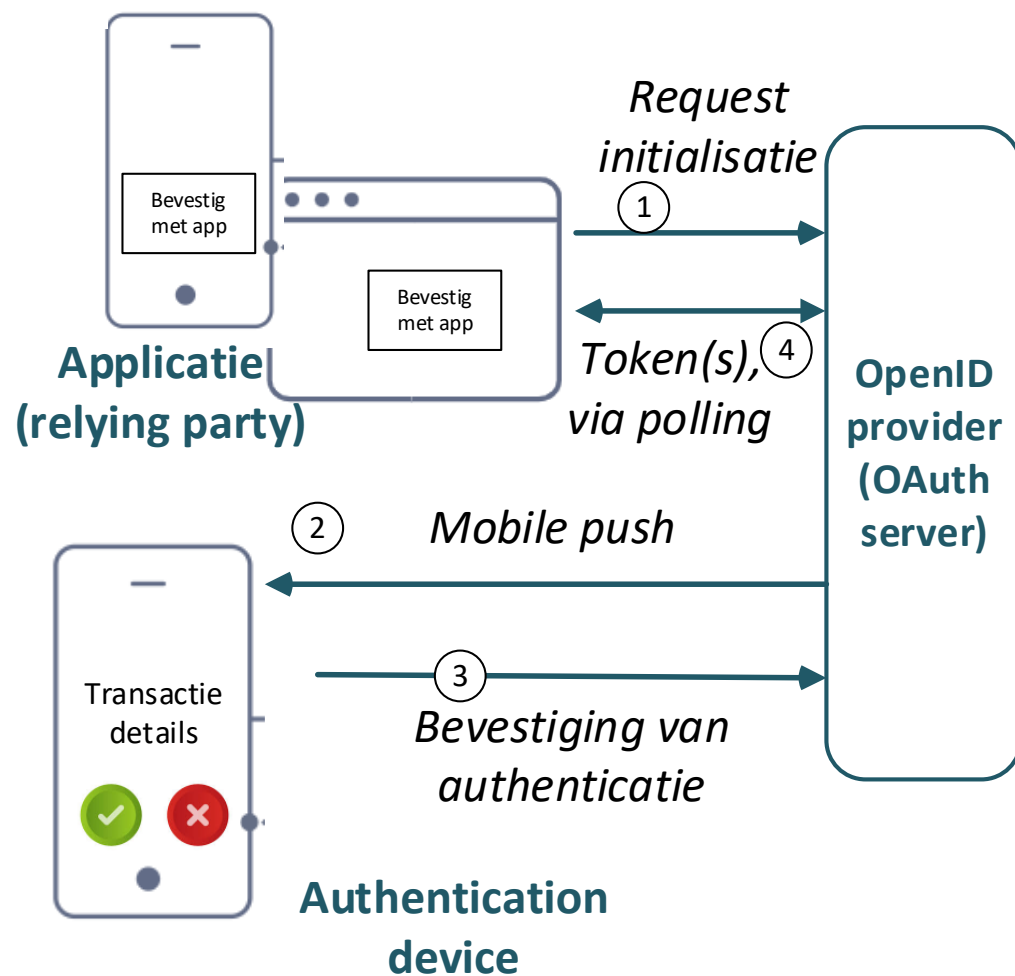 Request
initialisatie
1
Bevestig
met app
Bevestig
met app
Applicatie
(relying party)
4
Token(s),
via polling
OpenID
provider
(OAuth
server)
2
Mobile push
Transactie
details
3
Bevestiging van
authenticatie
Authentication
device